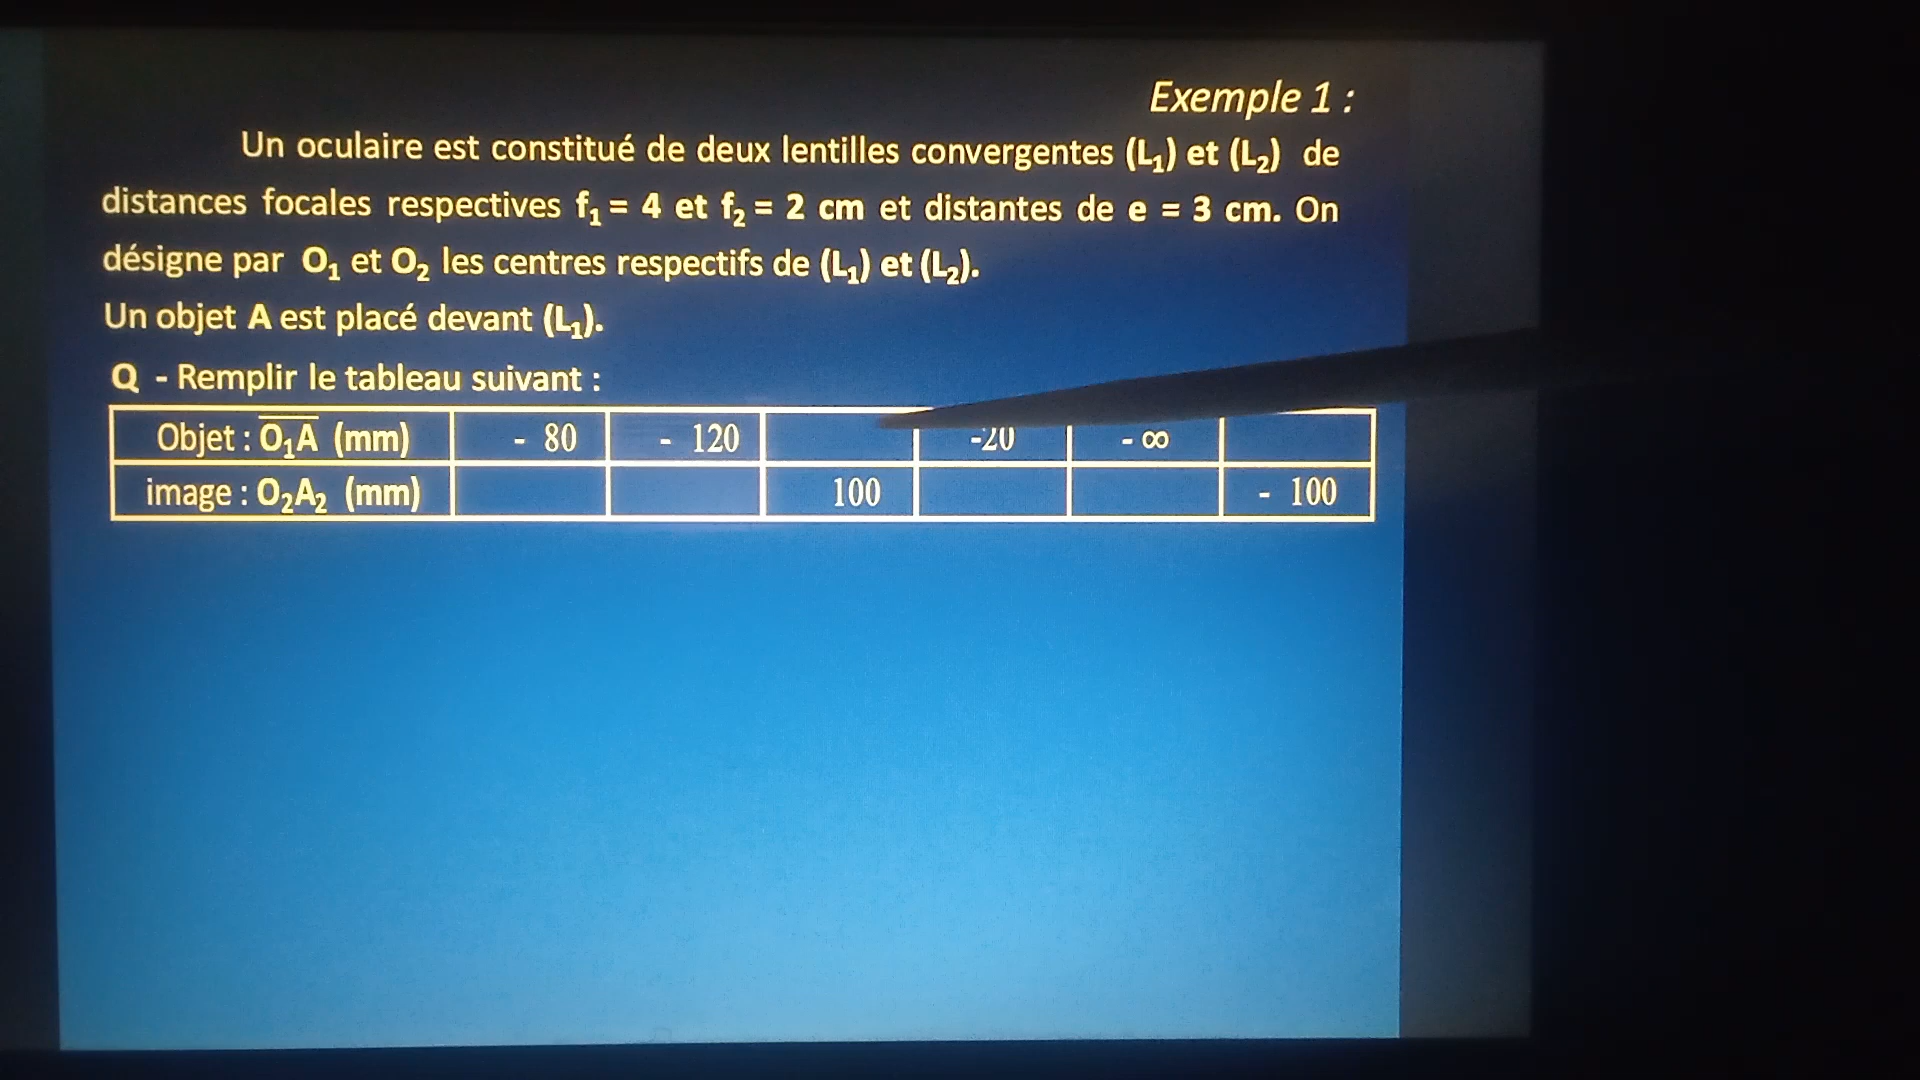 Exemple 1 :
Un oculaire est constitué de deux lentilles convergentes (L₁) et (L₂) de
distances focales respectives f₁ = 4 et f₂ = 2 cm et distantes de e = 3 cm. On
désigne par O₁ et O₂ les centres respectifs de (L₁) et (L₂).
Un objet A est placé devant (L₁).
Q - Remplir le tableau suivant :
Objet : O̅₁A̅ (mm) - 80 - 120 -20 - ∞
image : O₂A₂ (mm) 100 - 100